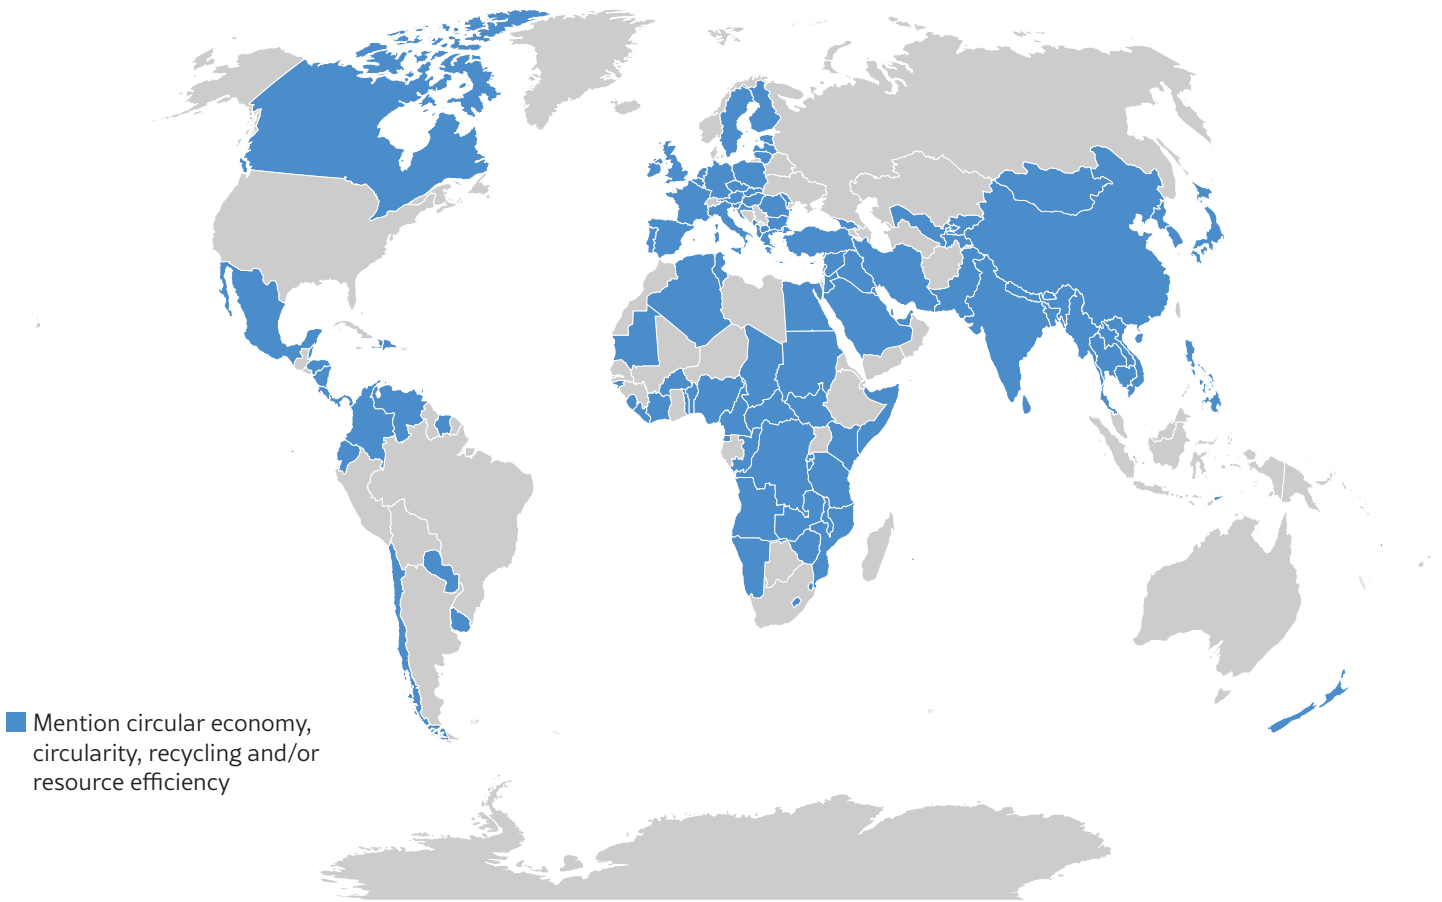 Mention circular economy,
circularity, recycling and/or
resource efficiency